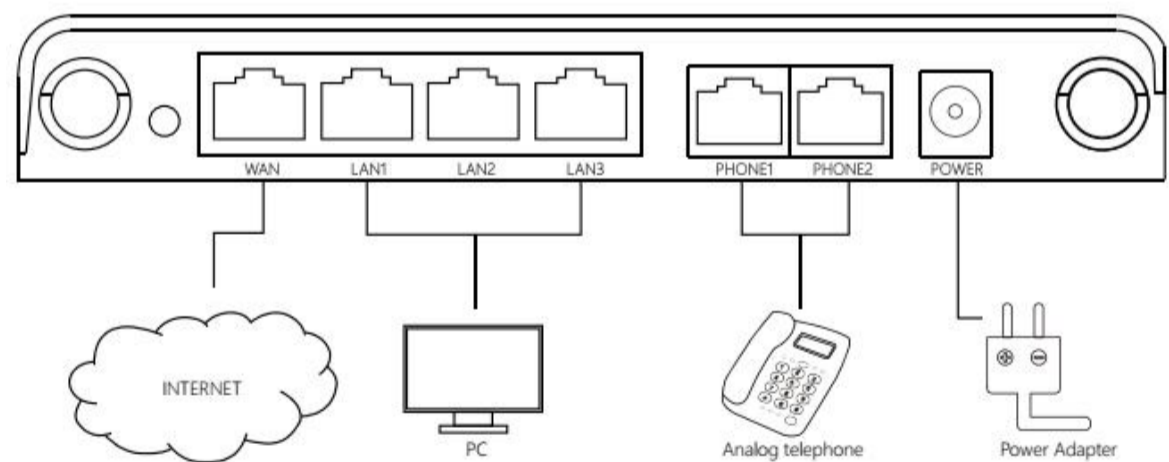 WAN LAN1 LAN2 LAN3 PHONE1 PHONE2 POWER
INTERNET
PC
Analog telephone
Power Adapter